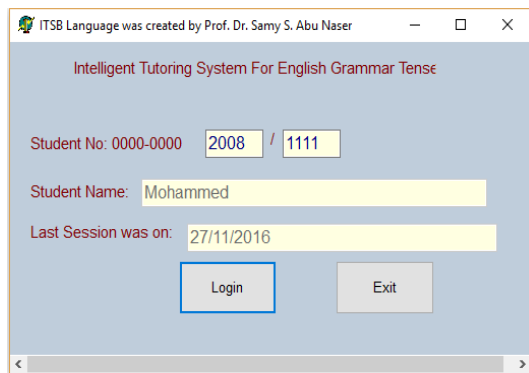 ITSB Language was created by Prof. Dr. Samy S. Abu Naser
Intelligent Tutoring System For English Grammar Tense
Student No: 0000-0000 2008 / 1111
Student Name: Mohammed
Last Session was on: 27/11/2016
Login Exit